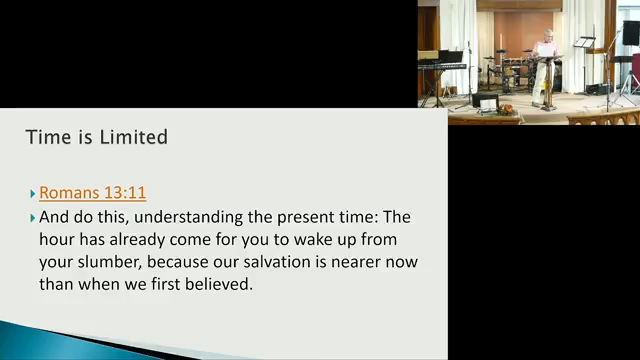 Time is Limited
Romans 13:11
And do this, understanding the present time: The
hour has already come for you to wake up from
your slumber, because our salvation is nearer now
than when we first believed.